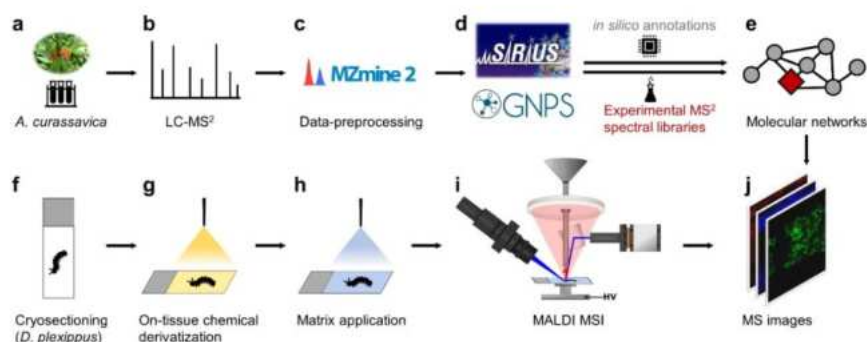 a
b
c
d
e
in silico annotations
SIRIUS
MZmine 2
GNPS
Experimental MS²
spectral libraries
A. curassavica
LC-MS²
Data-preprocessing
Molecular networks
f
g
h
i
j
HV
Cryosectioning
(D. plexippus)
On-tissue chemical
derivatization
Matrix application
MALDI MSI
MS images